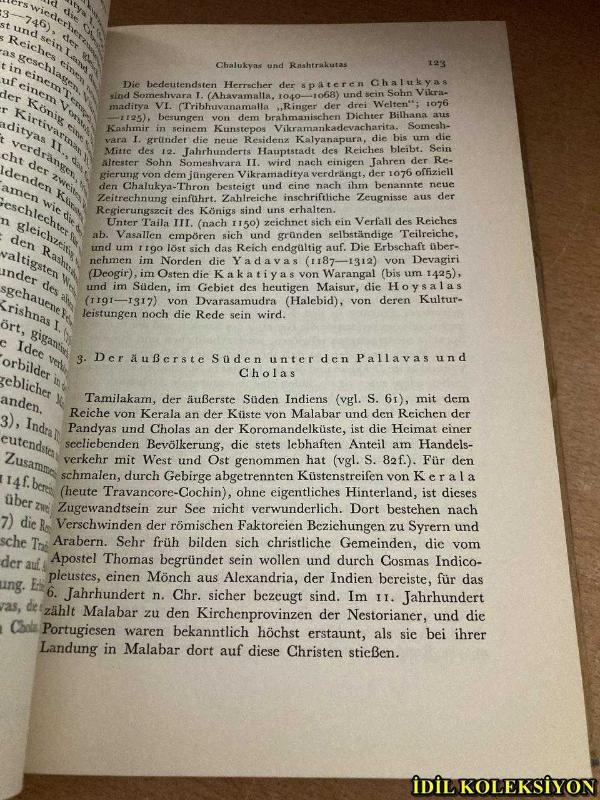 Chalukyas und Rashtrakutas 123
Die bedeutendsten Herrscher der späteren Chalukyas
sind Someshvara I. (Ahavamalla, 1040—1068) und sein Sohn Vikra-
maditya VI. (Tribhuvanamalla „Ringer der drei Welten“; 1076
—1125), besungen von dem brahmanischen Dichter Bilhana aus
Kashmir in seinem Kunstepos Vikramankadevacharita. Somesh-
vara I. gründet die neue Residenz Kalyanapura, die bis um die
Mitte des 12. Jahrhunderts Hauptstadt des Reiches bleibt. Sein
ältester Sohn Someshvara II. wird nach einigen Jahren der Re-
gierung von dem jüngeren Vikramaditya verdrängt, der 1076 offiziell
den Chalukya-Thron besteigt und eine nach ihm benannte neue
Zeitrechnung einführt. Zahlreiche inschriftliche Zeugnisse aus der
Regierungszeit des Königs sind uns erhalten.
Unter Taila III. (nach 1150) zeichnet sich ein Verfall des Reiches
ab. Vasallen empören sich und gründen selbständige Teilreiche,
und um 1190 löst sich das Reich endgültig auf. Die Erbschaft über-
nehmen im Norden die Yadavas (1187—1312) von Devagiri
(Deogir), im Osten die Kakatiyas von Warangal (bis um 1425),
und im Süden, im Gebiet des heutigen Maisur, die Hoysalas
(1191—1317) von Dvarasamudra (Halebid), von deren Kultur-
leistungen noch die Rede sein wird.
3. Der äußerste Süden unter den Pallavas und
Cholas
Tamilakam, der äußerste Süden Indiens (vgl. S. 61), mit dem
Reiche von Kerala an der Küste von Malabar und den Reichen der
Pandyas und Cholas an der Koromandelküste, ist die Heimat einer
seeliebenden Bevölkerung, die stets lebhaften Anteil am Handels-
verkehr mit West und Ost genommen hat (vgl. S. 82f.). Für den
schmalen, durch Gebirge abgetrennten Küstenstreifen von Kerala
(heute Travancore-Cochin), ohne eigentliches Hinterland, ist dieses
Zugewandtsein zur See nicht verwunderlich. Dort bestehen nach
Verschwinden der römischen Faktoreien Beziehungen zu Syrern und
Arabern. Sehr früh bilden sich christliche Gemeinden, die vom
Apostel Thomas begründet sein wollen und durch Cosmas Indico-
pleustes, einen Mönch aus Alexandria, der Indien bereiste, für das
6. Jahrhundert n. Chr. sicher bezeugt sind. Im 11. Jahrhundert
zählt Malabar zu den Kirchenprovinzen der Nestorianer, und die
Portugiesen waren bekanntlich höchst erstaunt, als sie bei ihrer
Landung in Malabar dort auf diese Christen stießen.
İDİL KOLEKSİYON